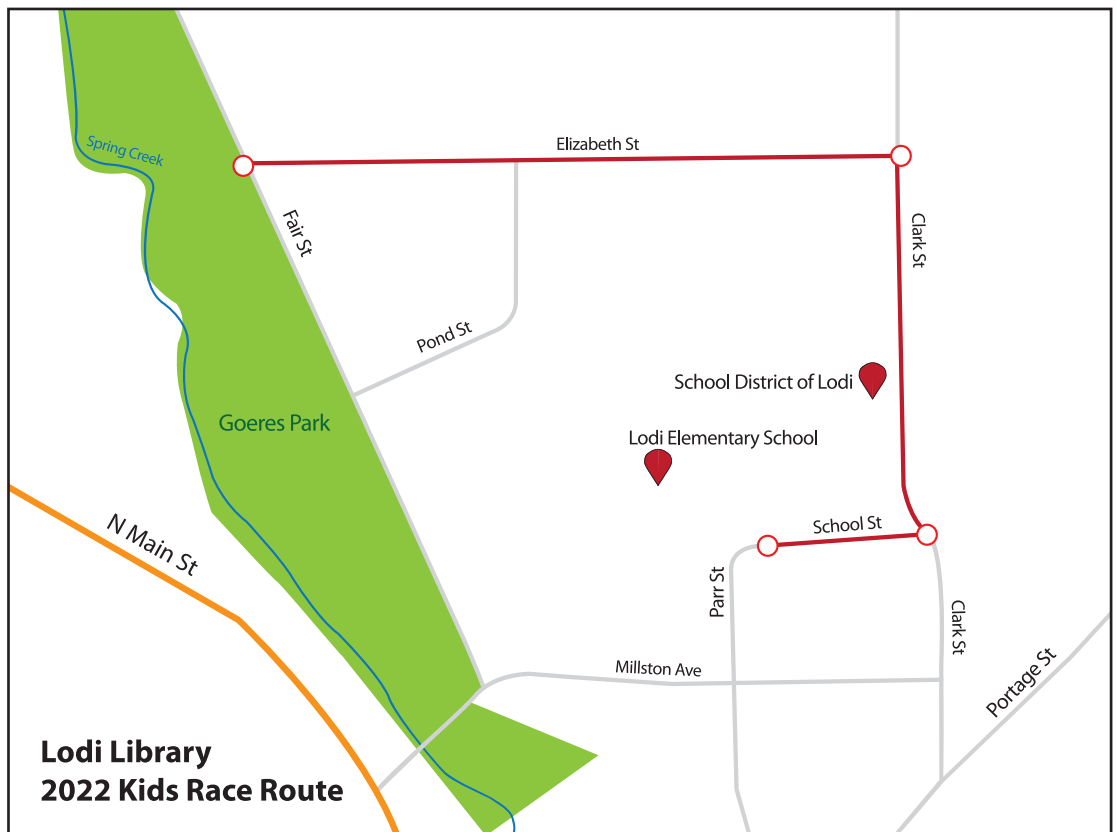 Spring Creek
Elizabeth St
Fair St
Clark St
Pond St
School District of Lodi
Goeres Park
Lodi Elementary School
N Main St
School St
Parr St
Clark St
Millston Ave
Portage St
Lodi Library
2022 Kids Race Route